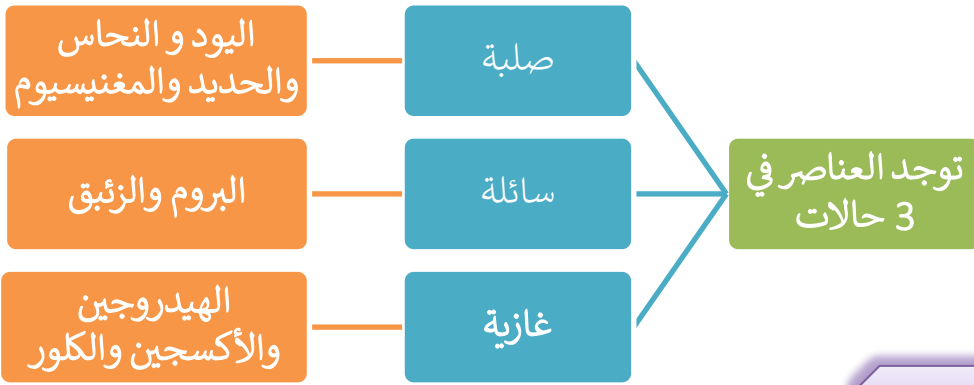 توجد العناصر في
3 حالات
صلبة
اليود و النحاس
والحديد والمغنيسيوم
سائلة
البروم والزئبق
غازية
الهيدروجين
والأكسجين والكلور